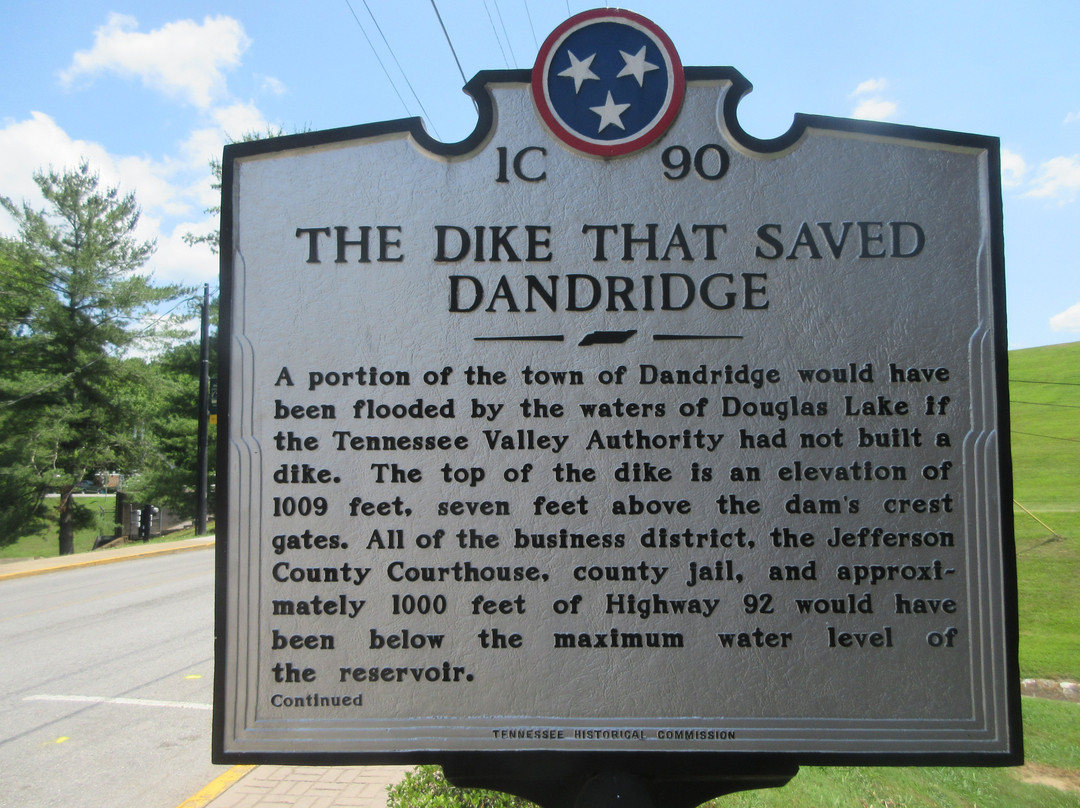 1C 90
THE DIKE THAT SAVED
DANDRIDGE
A portion of the town of Dandridge would have
been flooded by the waters of Douglas Lake if
the Tennessee Valley Authority had not built a
dike. The top of the dike is an elevation of
1009 feet, seven feet above the dam's crest
gates. All of the business district, the Jefferson
County Courthouse, county jail, and approxi-
mately 1000 feet of Highway 92 would have
been below the maximum water level of
the reservoir.
Continued
TENNESSEE HISTORICAL COMMISSION